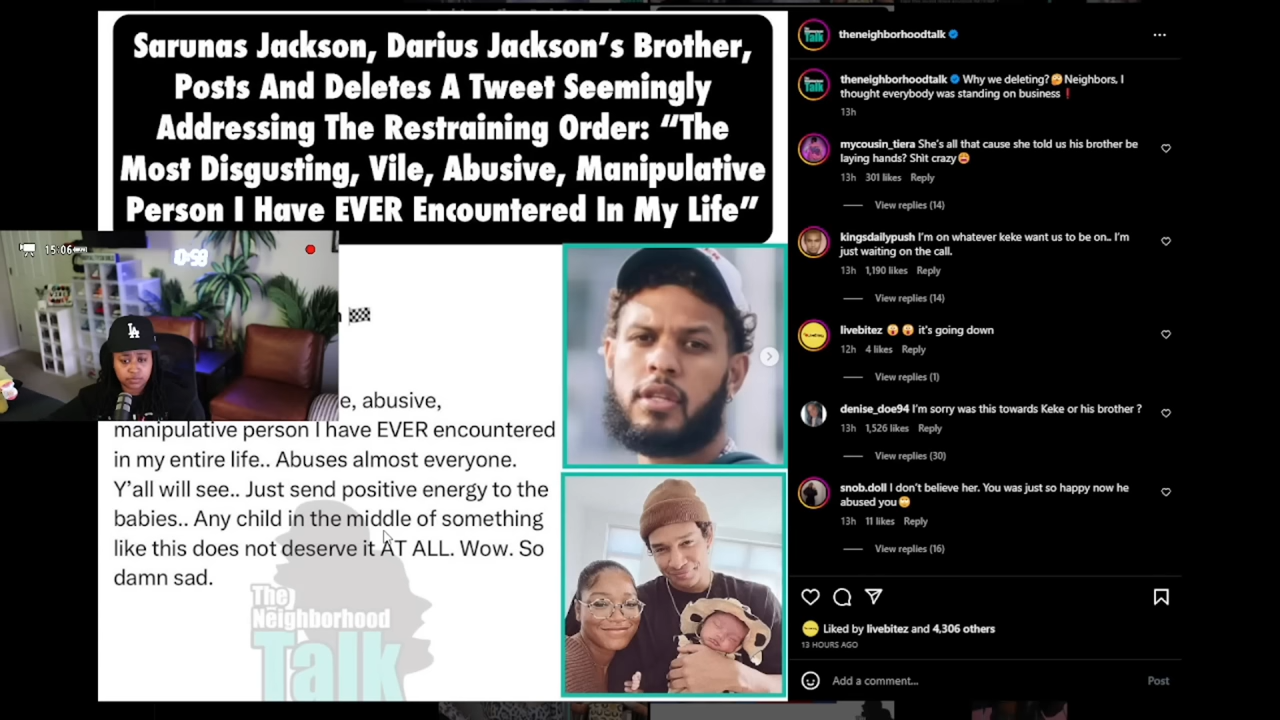 Sarunas Jackson, Darius Jackson's Brother,
Posts And Deletes A Tweet Seemingly
Addressing The Restraining Order: "The
Most Disgusting, Vile, Abusive, Manipulative
Person I Have EVER Encountered In My Life"
15:06
e, abusive,
manipulative person I have EVER encountered
in my entire life.. Abuses almost everyone.
Y'all will see.. Just send positive energy to the
babies.. Any child in the middle of something
like this does not deserve it AT ALL. Wow. So
damn sad.
The
Neighborhood
Talk
LA
theneighborhoodtalk
theneighborhoodtalk Why we deleting? 🫣 Neighbors, I
thought everybody was standing on business❗
13h
mycousin_tiera She's all that cause she told us his brother be
laying hands? Shit crazy😩
13h 301 likes Reply
View replies (14)
kingsdailypush I'm on whatever keke want us to be on.. I'm
just waiting on the call.
13h 1,190 likes Reply
View replies (14)
livebitez 😲 😲 it's going down
12h 4 likes Reply
View replies (1)
denise_doe94 I'm sorry was this towards Keke or his brother ?
13h 1,526 likes Reply
View replies (30)
snob.doll I don't believe her. You was just so happy now he
abused you🙄
13h 11 likes Reply
View replies (16)
Liked by livebitez and 4,306 others
13 HOURS AGO
Add a comment...
Post